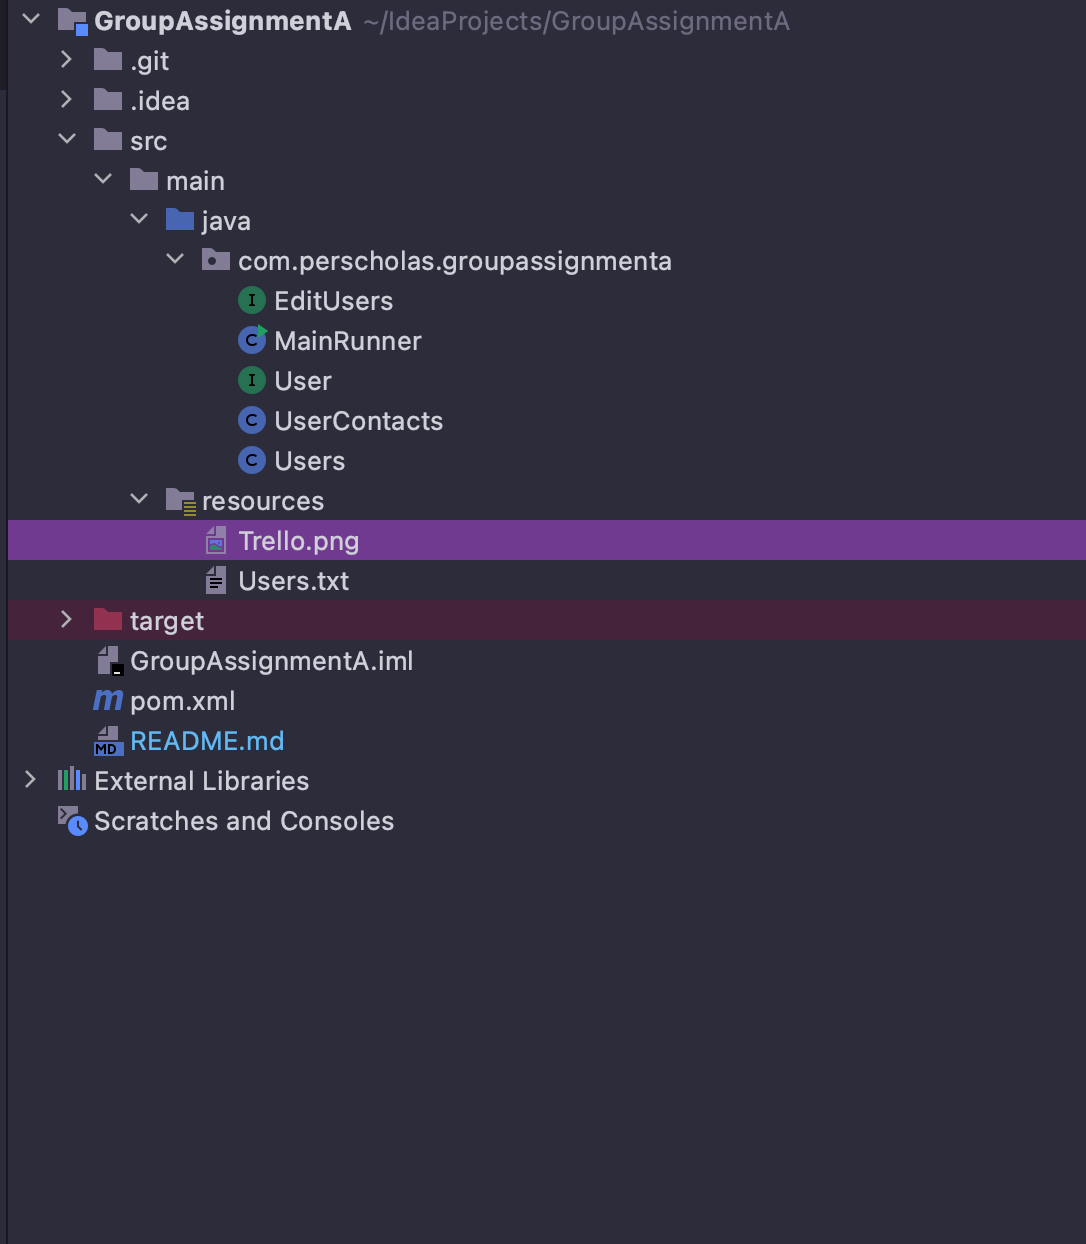 GroupAssignmentA ~/IdeaProjects/GroupAssignmentA
.git
.idea
src
main
java
com.perscholas.groupassignmenta
I EditUsers
C MainRunner
I User
C UserContacts
C Users
resources
Trello.png
Users.txt
target
GroupAssignmentA.iml
m pom.xml
MD README.md
External Libraries
Scratches and Consoles